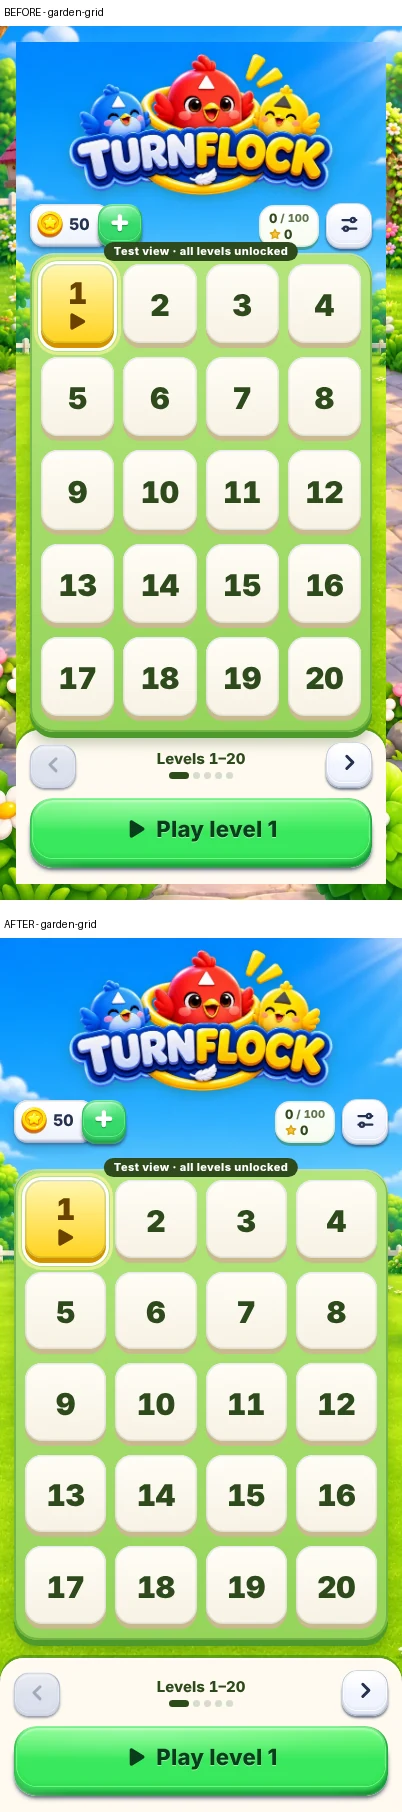 BEFORE - garden-grid
TURNFLOCK
50 +
0 / 100
0
Test view · all levels unlocked
1 2 3 4
5 6 7 8
9 10 11 12
13 14 15 16
17 18 19 20
Levels 1–20
Play level 1
AFTER - garden-grid
TURNFLOCK
50 +
0 / 100
0
Test view · all levels unlocked
1 2 3 4
5 6 7 8
9 10 11 12
13 14 15 16
17 18 19 20
Levels 1–20
Play level 1